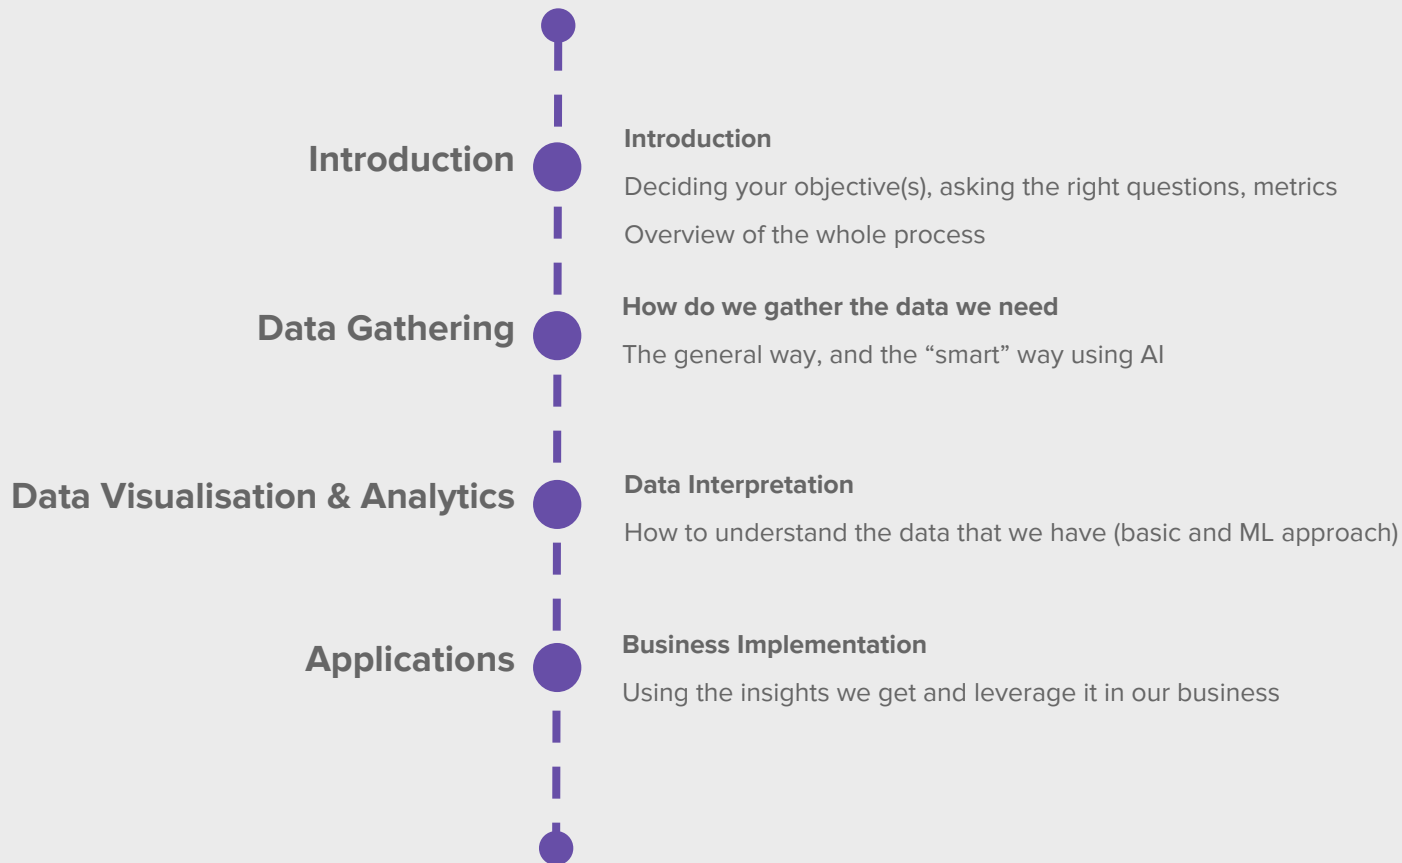 Introduction
Introduction
Deciding your objective(s), asking the right questions, metrics
Overview of the whole process
Data Gathering
How do we gather the data we need
The general way, and the “smart” way using AI
Data Visualisation & Analytics
Data Interpretation
How to understand the data that we have (basic and ML approach)
Applications
Business Implementation
Using the insights we get and leverage it in our business